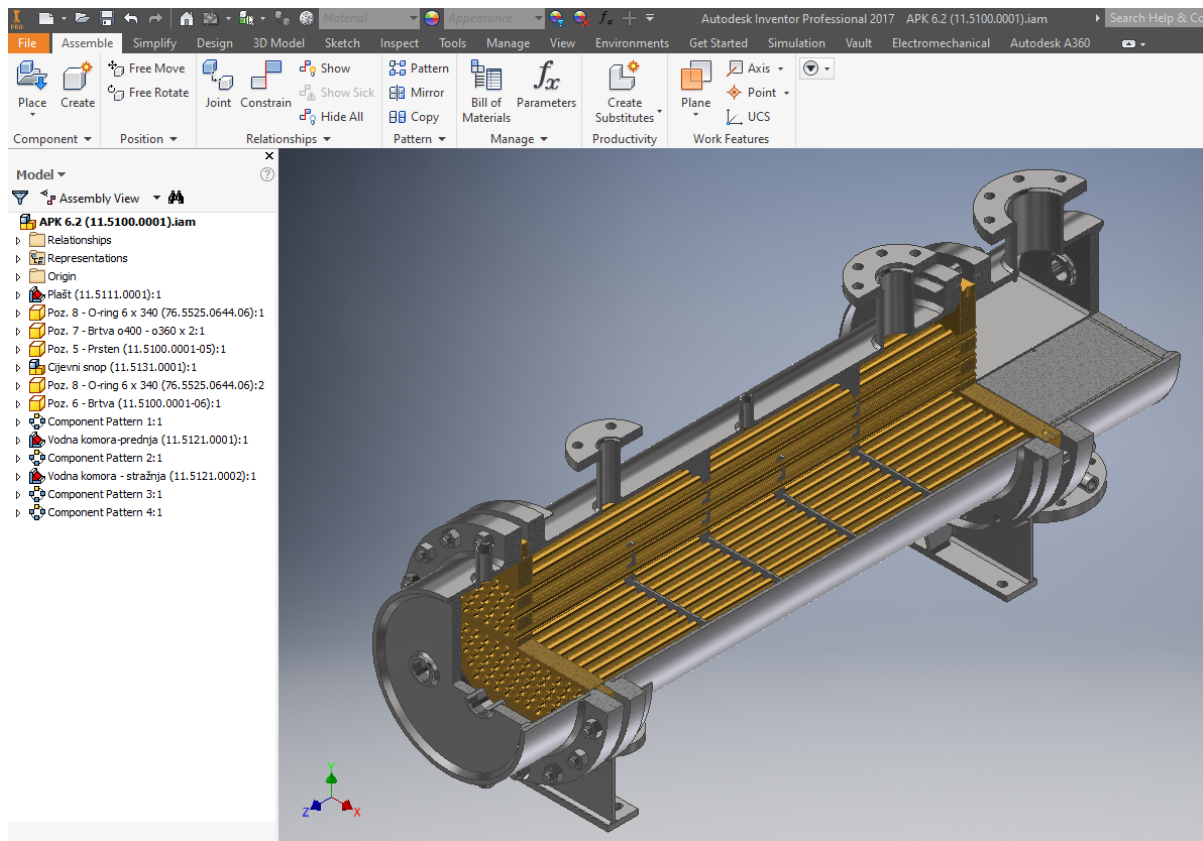 PRO
Material
Appearance
Autodesk Inventor Professional 2017 APK 6.2 (11.5100.0001).iam
Search Help & Co
File Assemble Simplify Design 3D Model Sketch Inspect Tools Manage View Environments Get Started Simulation Vault Electromechanical Autodesk A360
Place
Create
Free Move
Free Rotate
Joint
Constrain
Show
Show Sick
Hide All
Pattern
Mirror
Copy
Bill of
Materials
Parameters
Create
Substitutes
Plane
Axis
Point
UCS
Component Position Relationships Pattern Manage Productivity Work Features
Model
Assembly View
APK 6.2 (11.5100.0001).iam
Relationships
Representations
Origin
Plašt (11.5111.0001):1
Poz. 8 - O-ring 6 x 340 (76.5525.0644.06):1
Poz. 7 - Brtva o400 - o360 x 2:1
Poz. 5 - Prsten (11.5100.0001-05):1
Cijevni snop (11.5131.0001):1
Poz. 8 - O-ring 6 x 340 (76.5525.0644.06):2
Poz. 6 - Brtva (11.5100.0001-06):1
Component Pattern 1:1
Vodna komora-prednja (11.5121.0001):1
Component Pattern 2:1
Vodna komora - stražnja (11.5121.0002):1
Component Pattern 3:1
Component Pattern 4:1
Y
Z
X